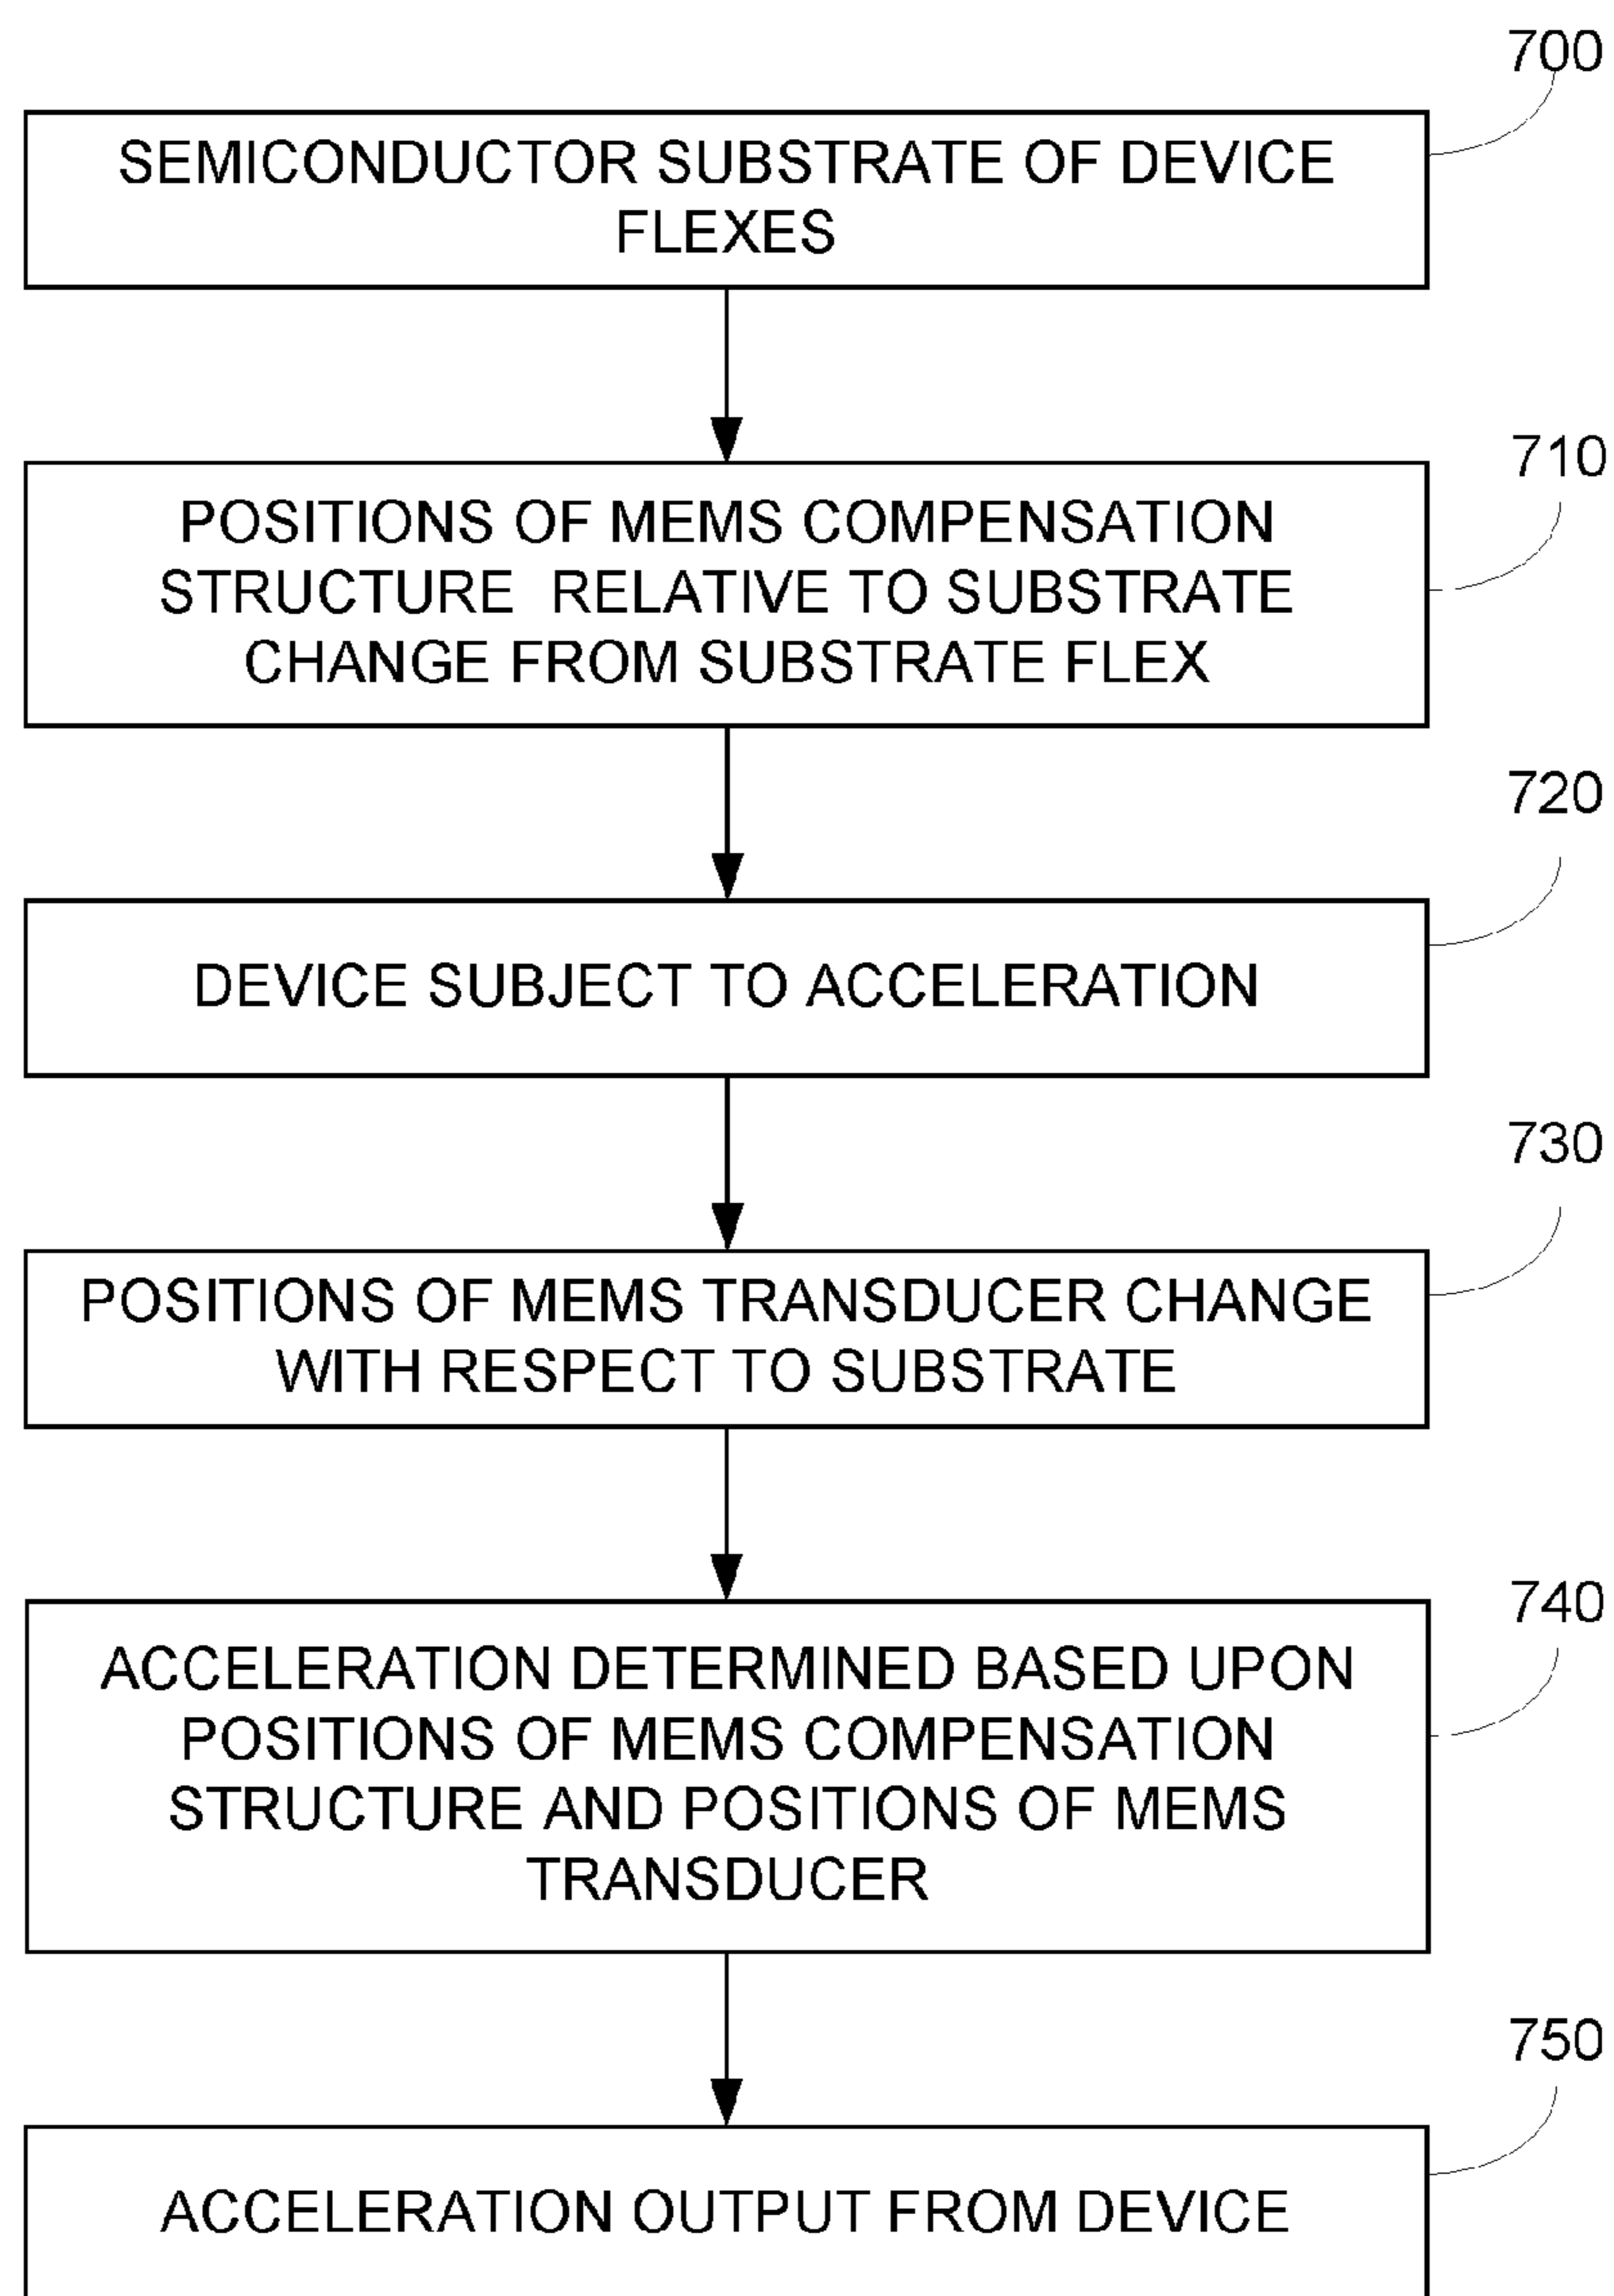 700
SEMICONDUCTOR SUBSTRATE OF DEVICE
FLEXES
710
POSITIONS OF MEMS COMPENSATION
STRUCTURE RELATIVE TO SUBSTRATE
CHANGE FROM SUBSTRATE FLEX
720
DEVICE SUBJECT TO ACCELERATION
730
POSITIONS OF MEMS TRANSDUCER CHANGE
WITH RESPECT TO SUBSTRATE
740
ACCELERATION DETERMINED BASED UPON
POSITIONS OF MEMS COMPENSATION
STRUCTURE AND POSITIONS OF MEMS
TRANSDUCER
750
ACCELERATION OUTPUT FROM DEVICE